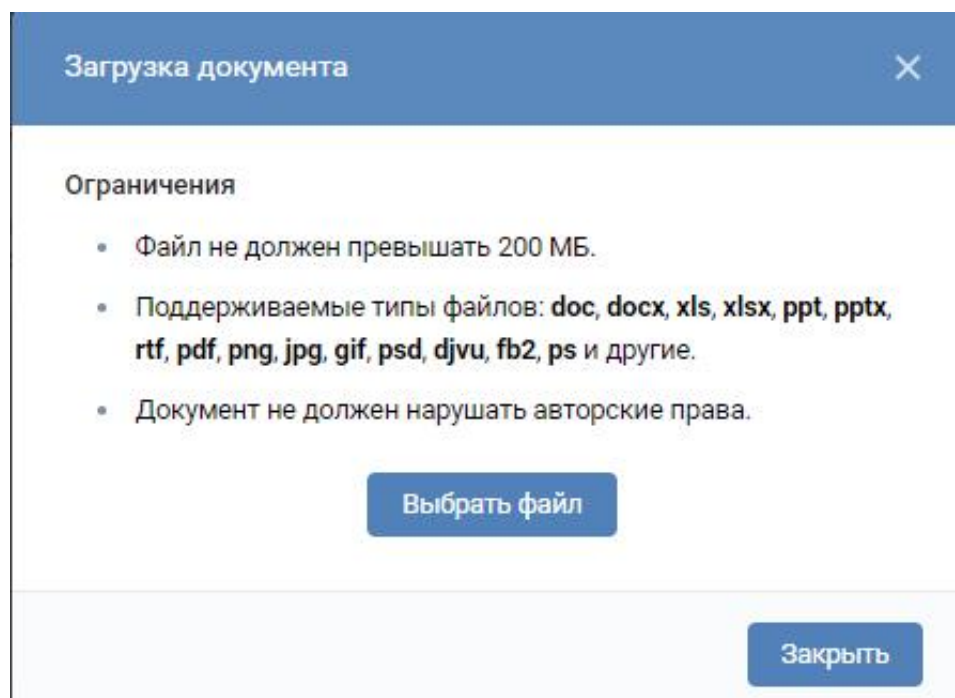 Загрузка документа
Ограничения
Файл не должен превышать 200 МБ.
Поддерживаемые типы файлов: doc, docx, xls, xlsx, ppt, pptx,
rtf, pdf, png, jpg, gif, psd, djvu, fb2, ps и другие.
Документ не должен нарушать авторские права.
Выбрать файл
Закрыть